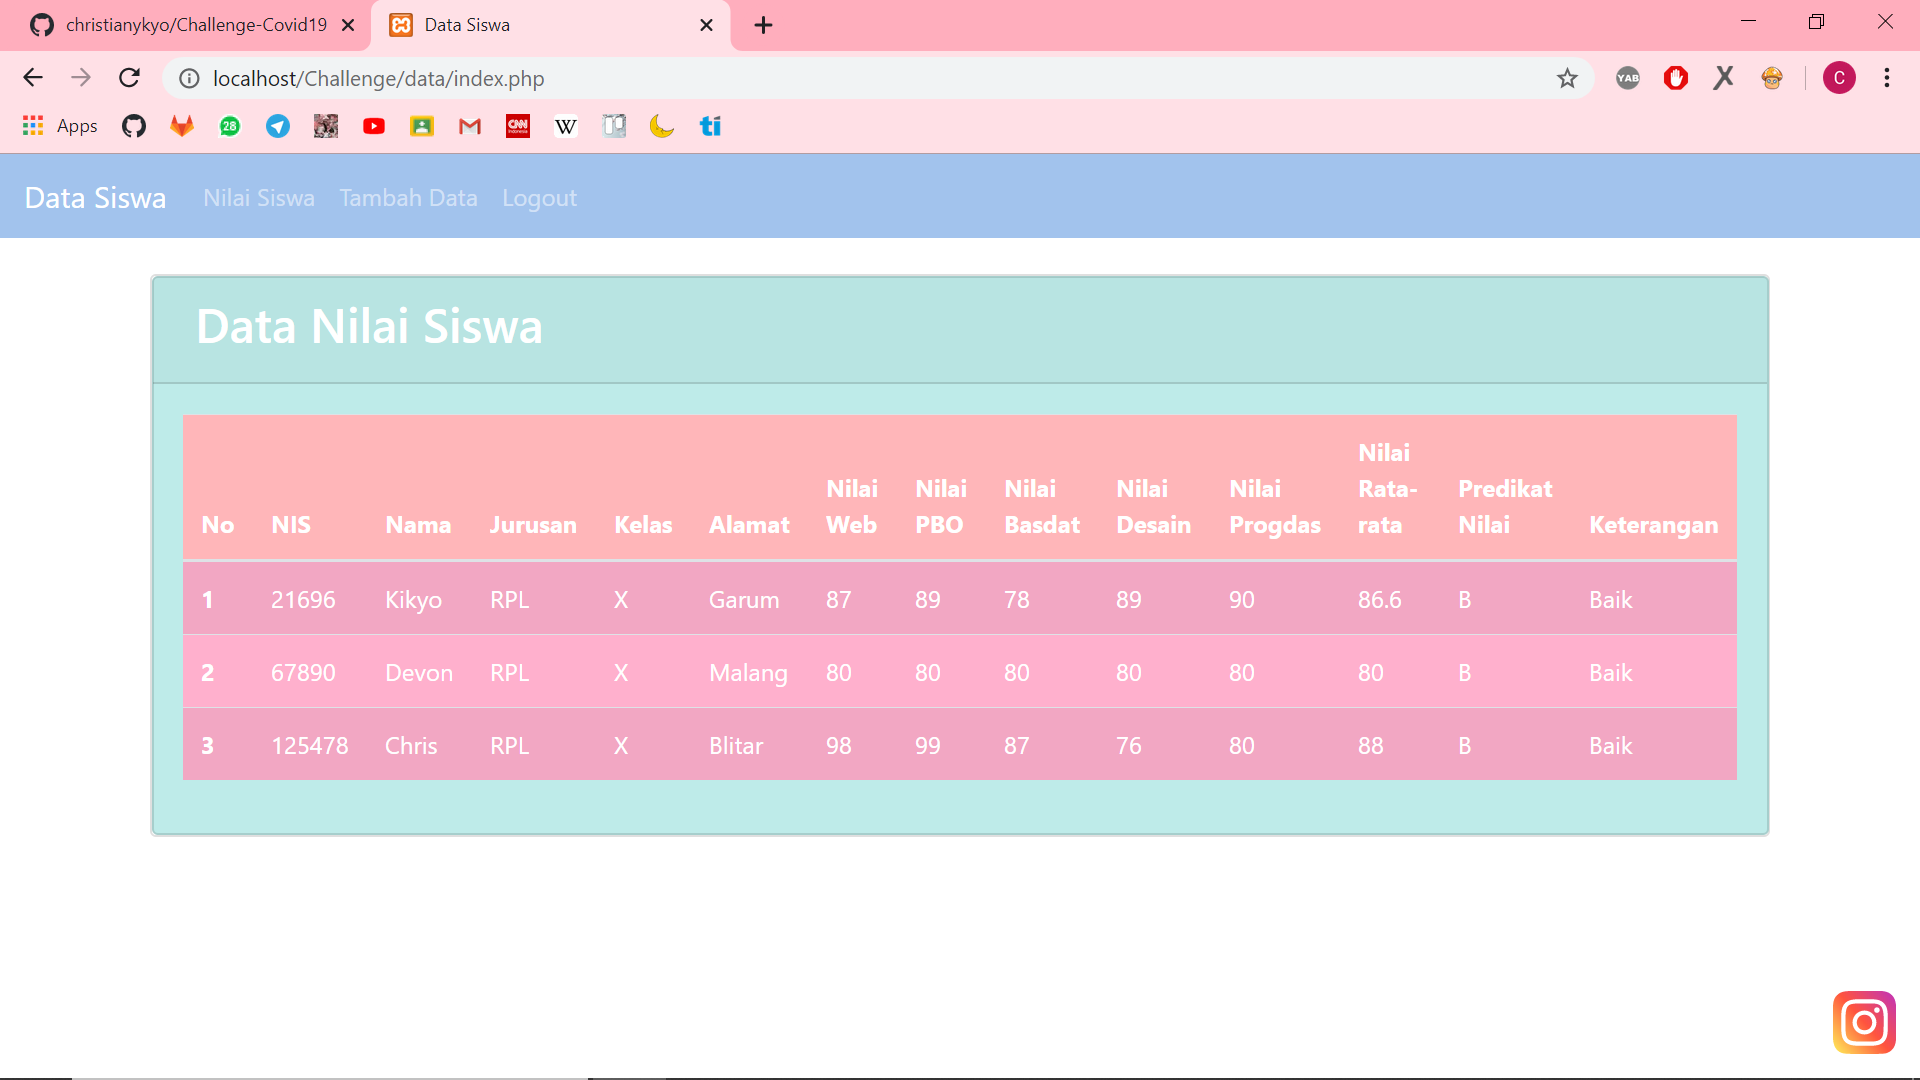 christianykyo/Challenge-Covid19
Data Siswa
localhost/Challenge/data/index.php
YAB
C
Apps
28
CNN
Indonesia
W
Data Siswa Nilai Siswa Tambah Data Logout
Data Nilai Siswa
No NIS Nama Jurusan Kelas Alamat Nilai Web Nilai PBO Nilai Basdat Nilai Desain Nilai Progdas Nilai Rata-rata Predikat Nilai Keterangan
1 21696 Kikyo RPL X Garum 87 89 78 89 90 86.6 B Baik
2 67890 Devon RPL X Malang 80 80 80 80 80 80 B Baik
3 125478 Chris RPL X Blitar 98 99 87 76 80 88 B Baik